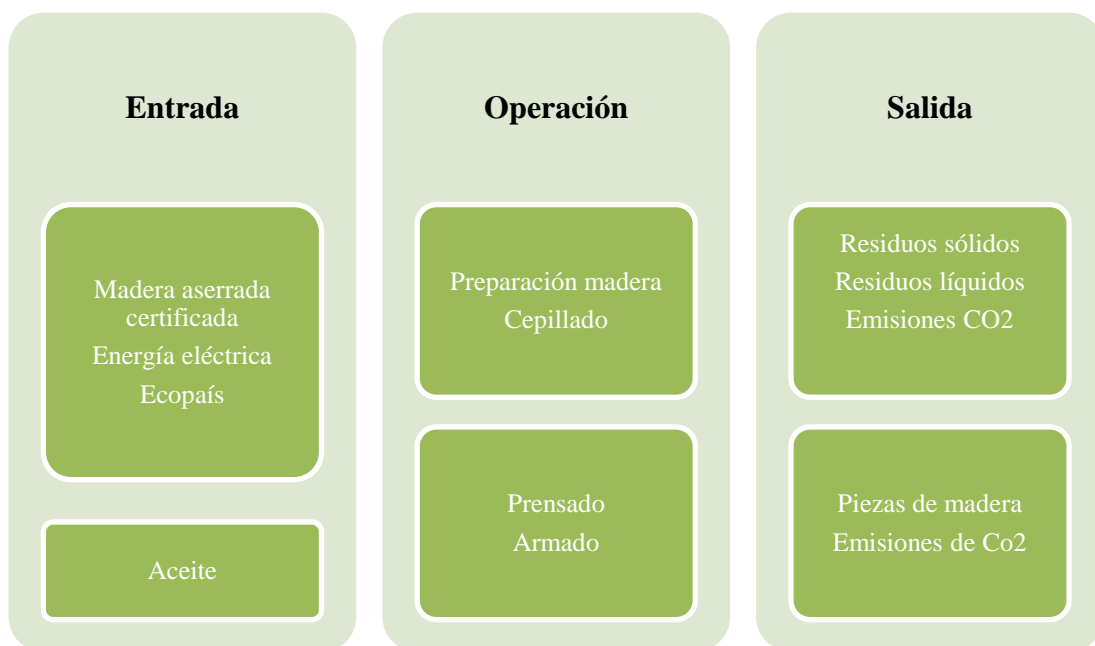 Entrada
Madera aserrada
certificada
Energía eléctrica
Ecopaís
Aceite
Operación
Preparación madera
Cepillado
Prensado
Armado
Salida
Residuos sólidos
Residuos líquidos
Emisiones CO2
Piezas de madera
Emisiones de Co2